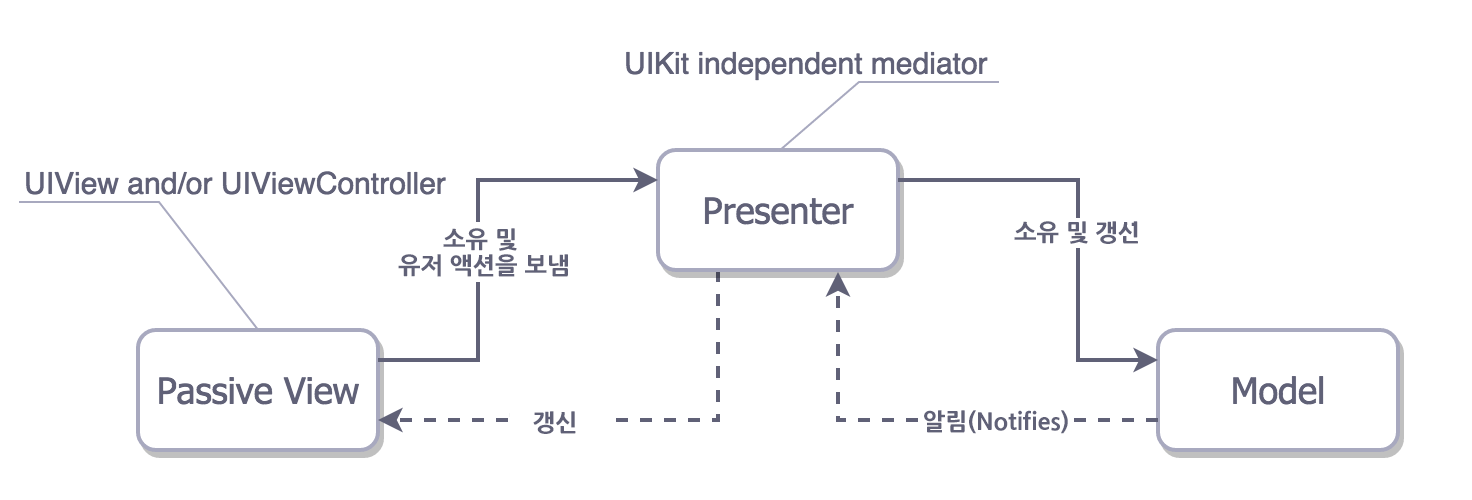 UIKit independent mediator
UIView and/or UIViewController
Presenter
소유 및
유저 액션을 보냄
소유 및 갱신
Passive View
Model
갱신
알림(Notifies)